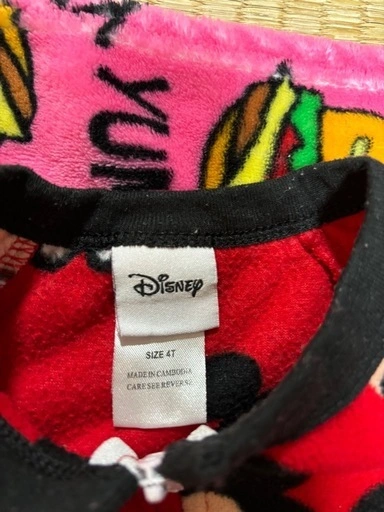 YUM
Disney
SIZE 4T
MADE IN CAMBODIA
CARE SEE REVERSE